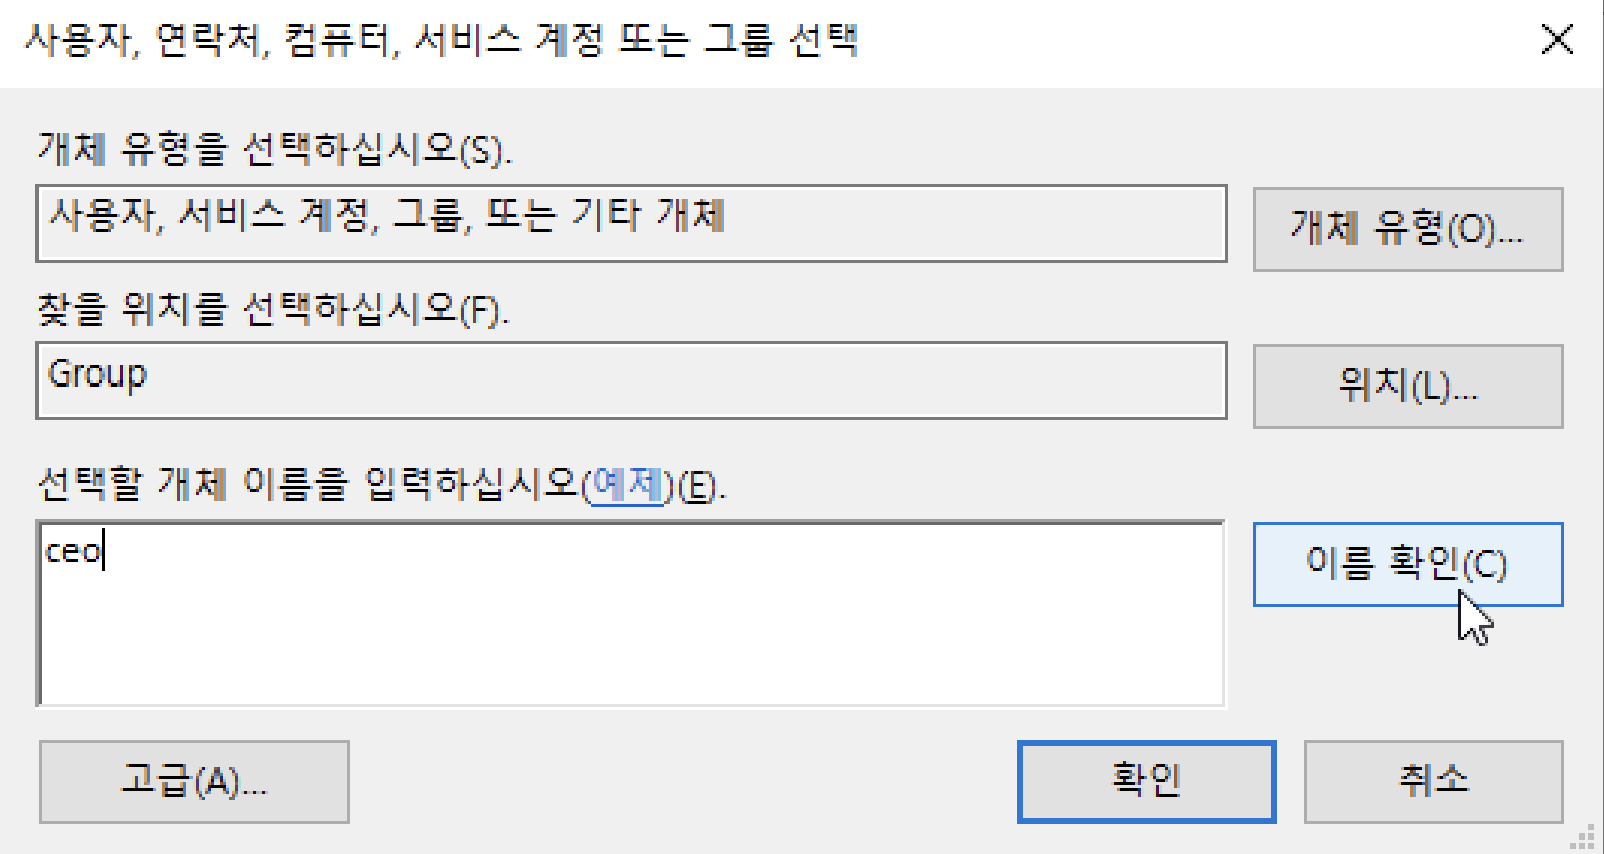 사용자, 연락처, 컴퓨터, 서비스 계정 또는 그룹 선택
개체 유형을 선택하십시오(S).
사용자, 서비스 계정, 그룹, 또는 기타 개체
개체 유형(O)...
찾을 위치를 선택하십시오(F).
Group
위치(L)...
선택할 개체 이름을 입력하십시오(예제)(E).
ceo
이름 확인(C)
고급(A)...
확인
취소